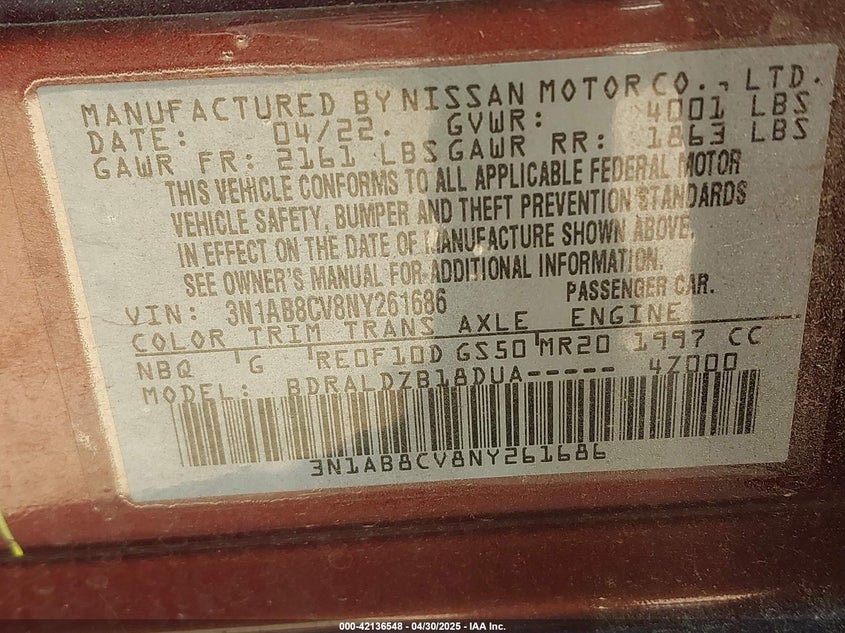 MANUFACTURED BY NISSAN MOTOR CO., LTD.
DATE: 04/22. GVWR: 4001 LBS
GAWR FR: 2161 LBS GAWR RR: 1863 LBS
THIS VEHICLE CONFORMS TO ALL APPLICABLE FEDERAL MOTOR
VEHICLE SAFETY, BUMPER AND THEFT PREVENTION STANDARDS
IN EFFECT ON THE DATE OF MANUFACTURE SHOWN ABOVE.
SEE OWNER'S MANUAL FOR ADDITIONAL INFORMATION.
VIN: 3N1AB8CV8NY261686 PASSENGER CAR.
COLOR TRIM TRANS AXLE ENGINE
NBQ G RE0F10D GS50 MR20 1997 CC
MODEL: BDRALDZB18DUA----- 4Z000
3N1AB8CV8NY261686
000-42136548 - 04/30/2025 - IAA Inc.